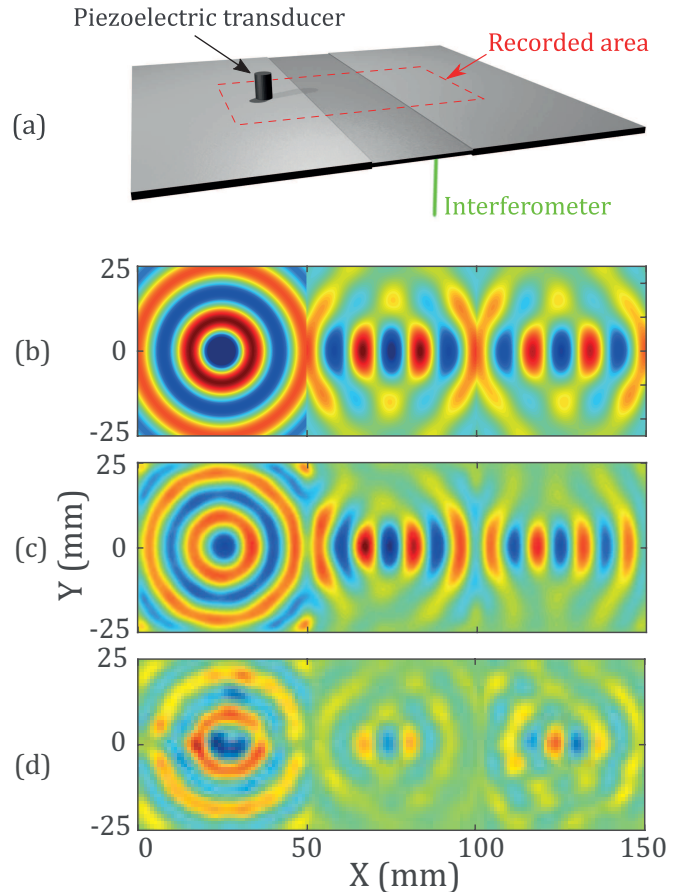 Piezoelectric transducer
Recorded area
(a)
Interferometer
25
(b)
0
-25
25
(c)
0
-25
Y (mm)
25
(d)
0
-25
0
50
100
150
X (mm)